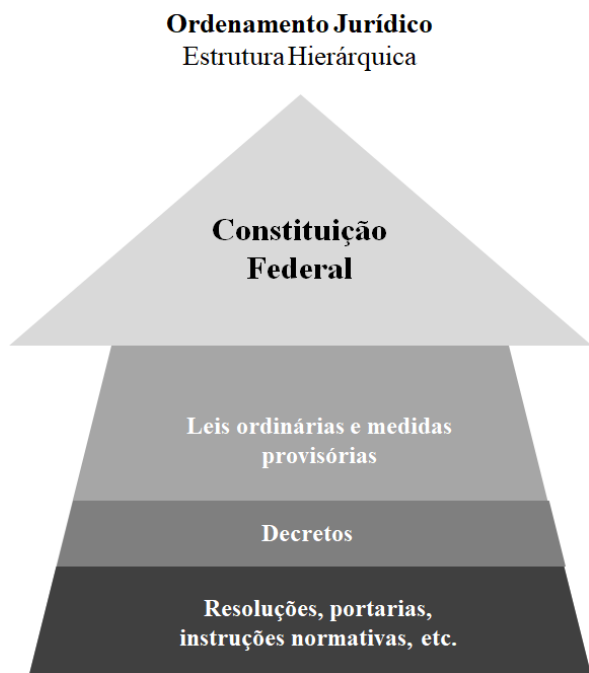 Ordenamento Jurídico
Estrutura Hierárquica
Constituição
Federal
Leis ordinárias e medidas
provisórias
Decretos
Resoluções, portarias,
instruções normativas, etc.